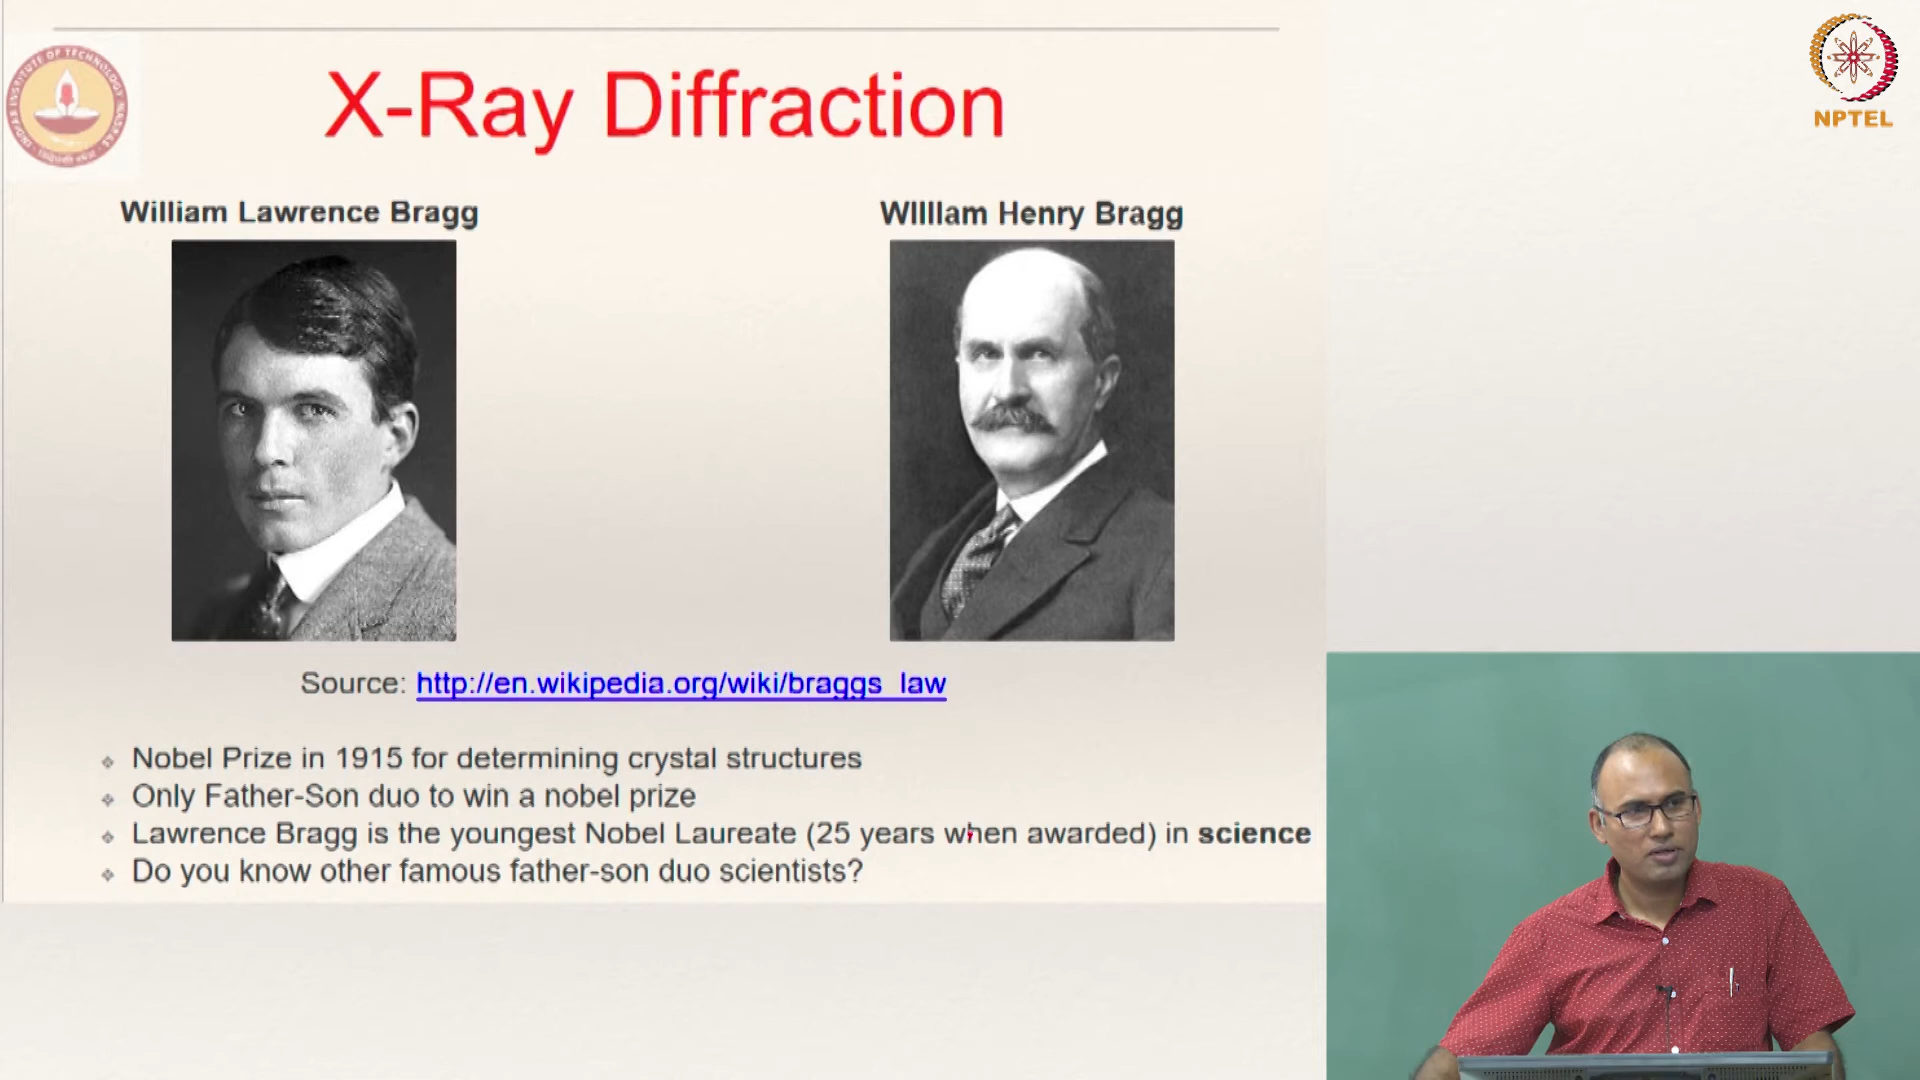 X-Ray Diffraction
NPTEL
William Lawrence Bragg
WIllIam Henry Bragg
Source: http://en.wikipedia.org/wiki/braggs_law
Nobel Prize in 1915 for determining crystal structures
Only Father-Son duo to win a nobel prize
Lawrence Bragg is the youngest Nobel Laureate (25 years when awarded) in science
Do you know other famous father-son duo scientists?